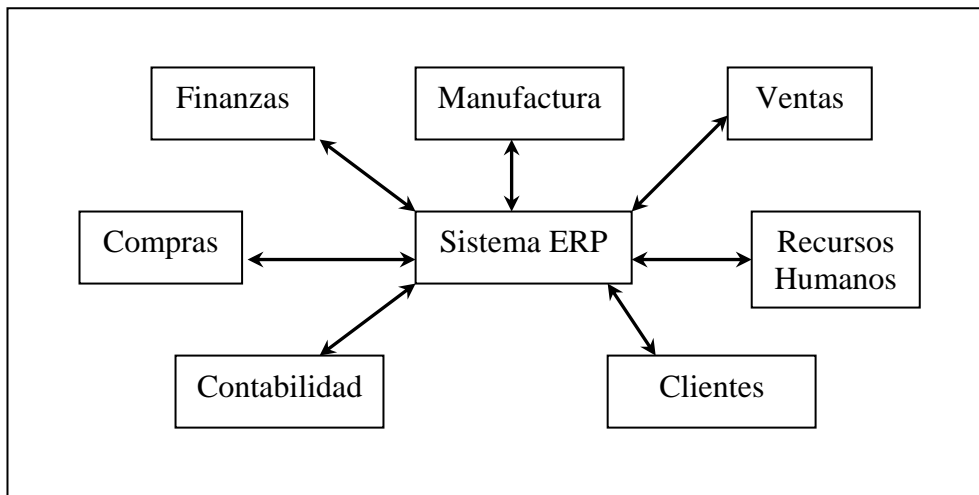 Finanzas
Manufactura
Ventas
Compras
Sistema ERP
Recursos
Humanos
Contabilidad
Clientes